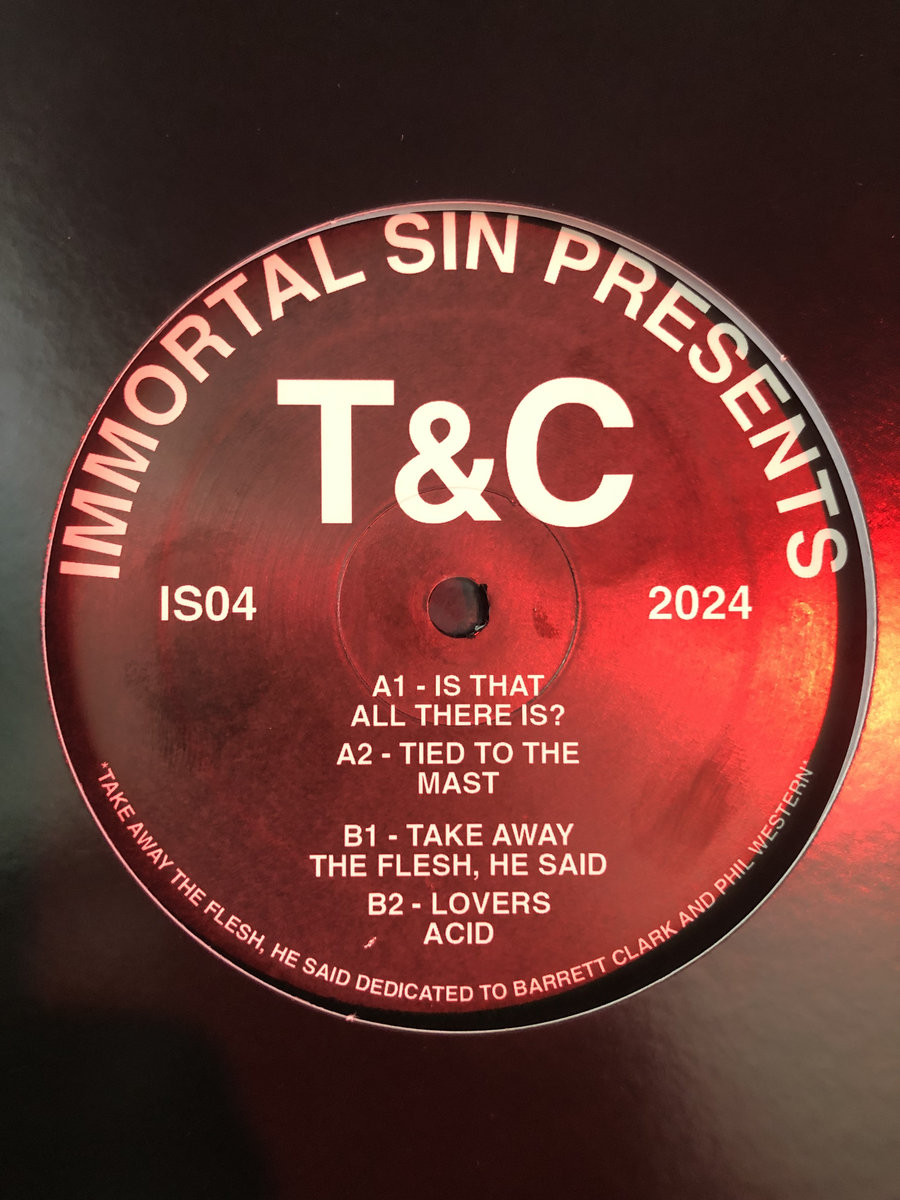 IMMORTAL SIN PRESENTS
T&C
IS04
2024
A1 - IS THAT
ALL THERE IS?
A2 - TIED TO THE
MAST
B1 - TAKE AWAY
THE FLESH, HE SAID
B2 - LOVERS
ACID
*TAKE AWAY THE FLESH, HE SAID DEDICATED TO BARRETT CLARK AND PHIL WESTERN*